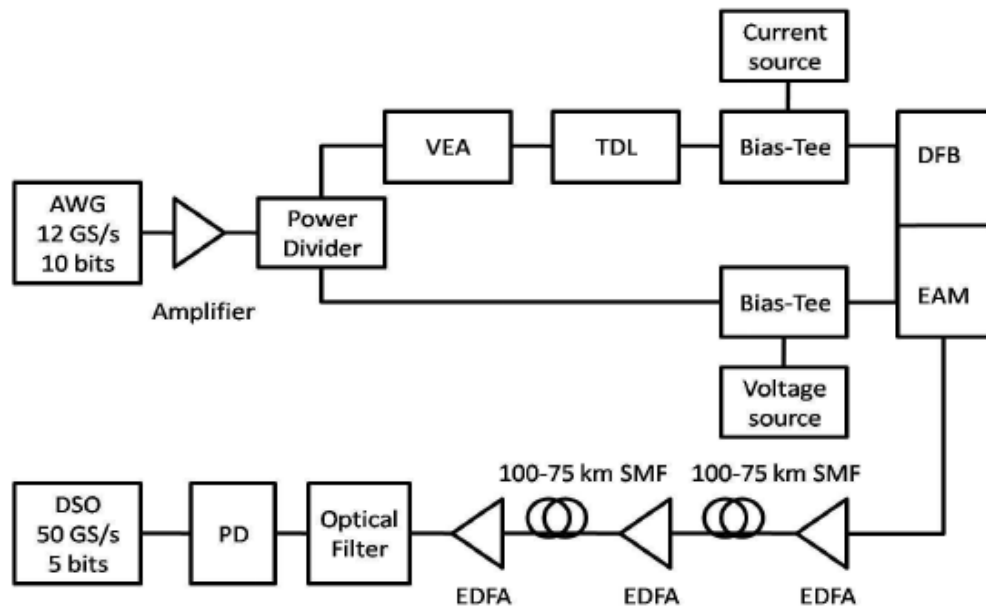 Current
source
VEA
TDL
Bias-Tee
DFB
AWG
12 GS/s
10 bits
Power
Divider
Amplifier
Bias-Tee
EAM
Voltage
source
100-75 km SMF
100-75 km SMF
DSO
50 GS/s
5 bits
PD
Optical
Filter
EDFA
EDFA
EDFA